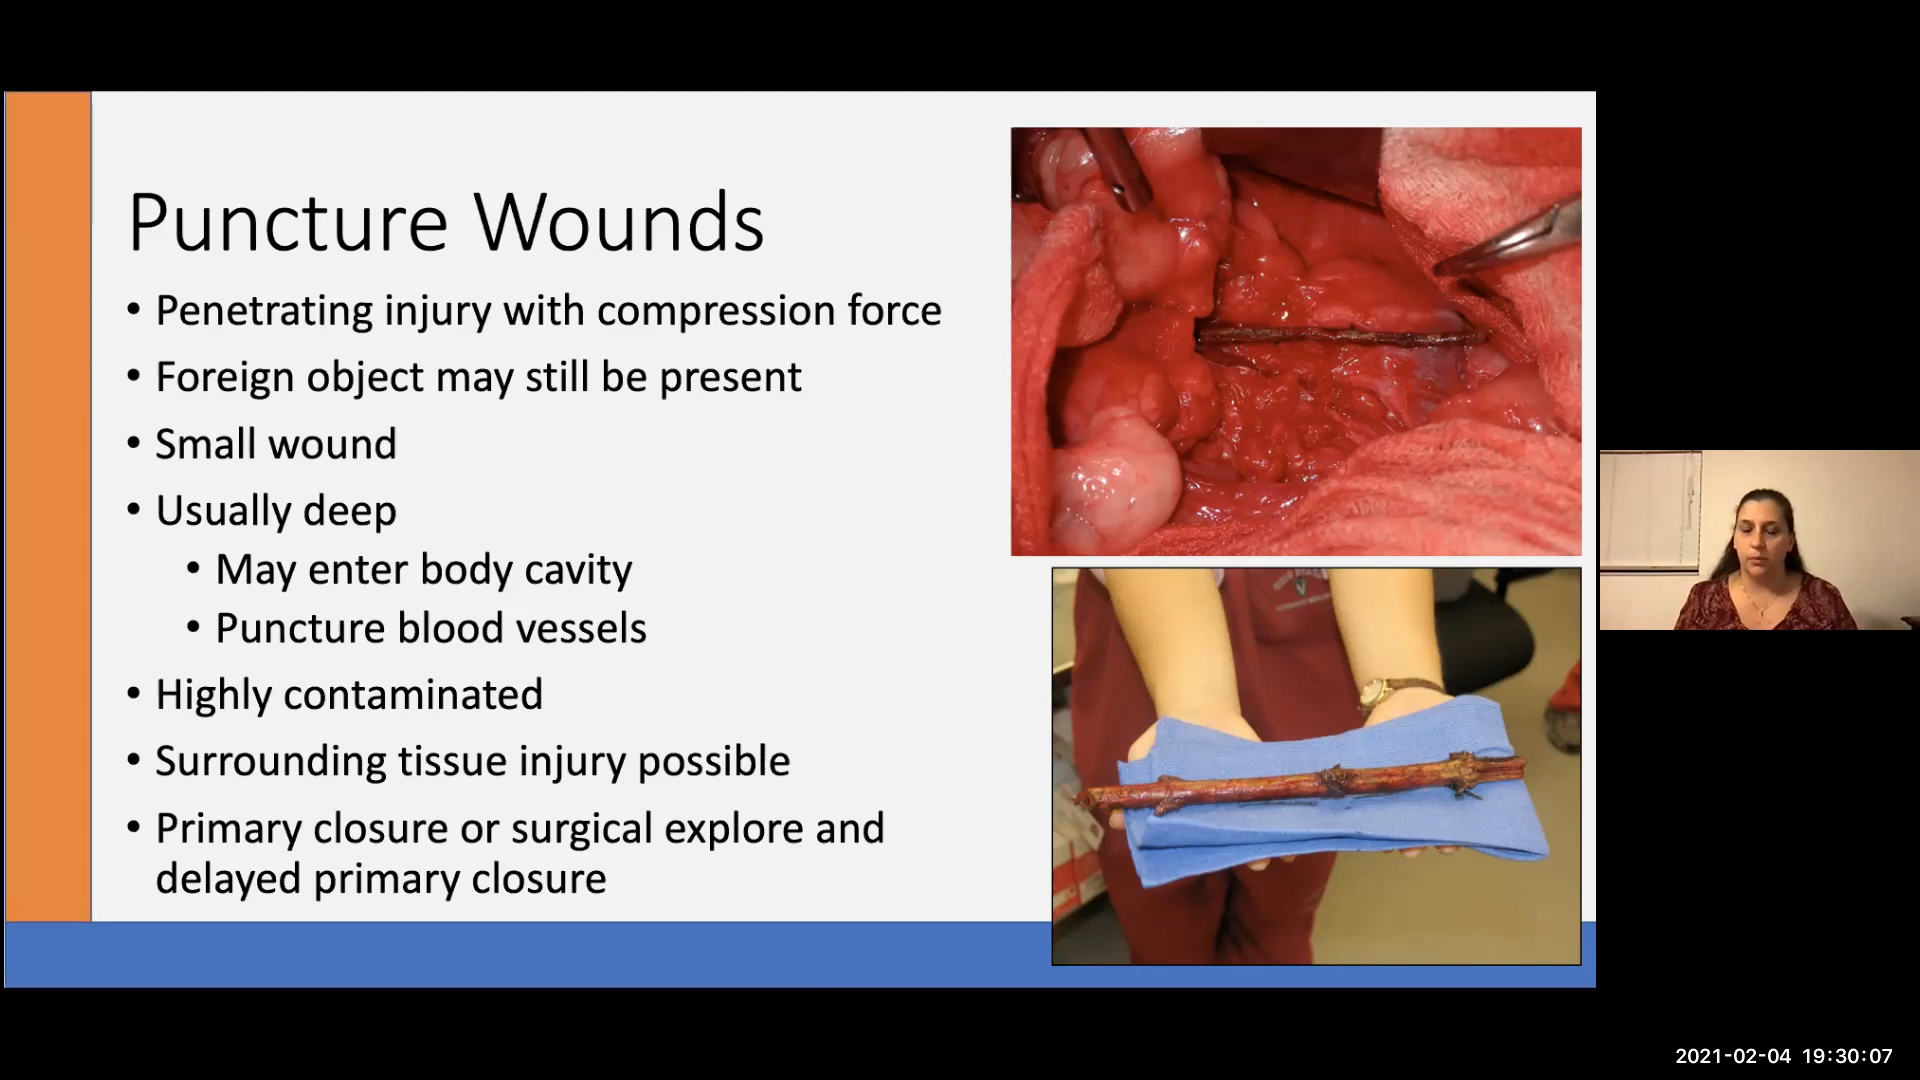 Puncture Wounds
• Penetrating injury with compression force
• Foreign object may still be present
• Small wound
• Usually deep
• May enter body cavity
• Puncture blood vessels
• Highly contaminated
• Surrounding tissue injury possible
• Primary closure or surgical explore and
delayed primary closure
2021-02-04 19:30:07